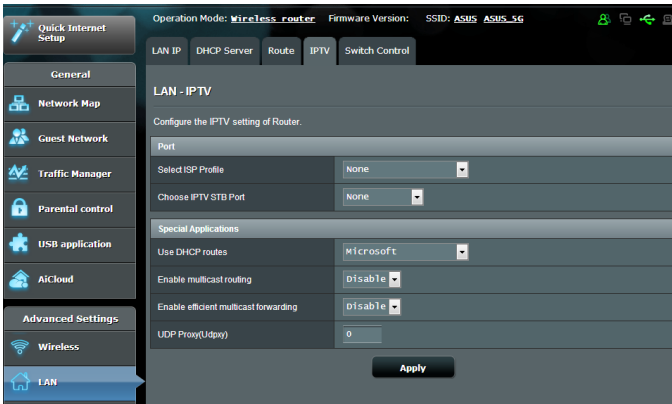 Quick Internet Setup
Operation Mode: Wireless router Firmware Version: SSID: ASUS ASUS_5G
LAN IP DHCP Server Route IPTV Switch Control
General
Network Map
Guest Network
Traffic Manager
Parental control
USB application
AiCloud
Advanced Settings
Wireless
LAN
LAN - IPTV
Configure the IPTV setting of Router.
Port
Select ISP Profile None
Choose IPTV STB Port None
Special Applications
Use DHCP routes Microsoft
Enable multicast routing Disable
Enable efficient multicast forwarding Disable
UDP Proxy(Udpxy) 0
Apply